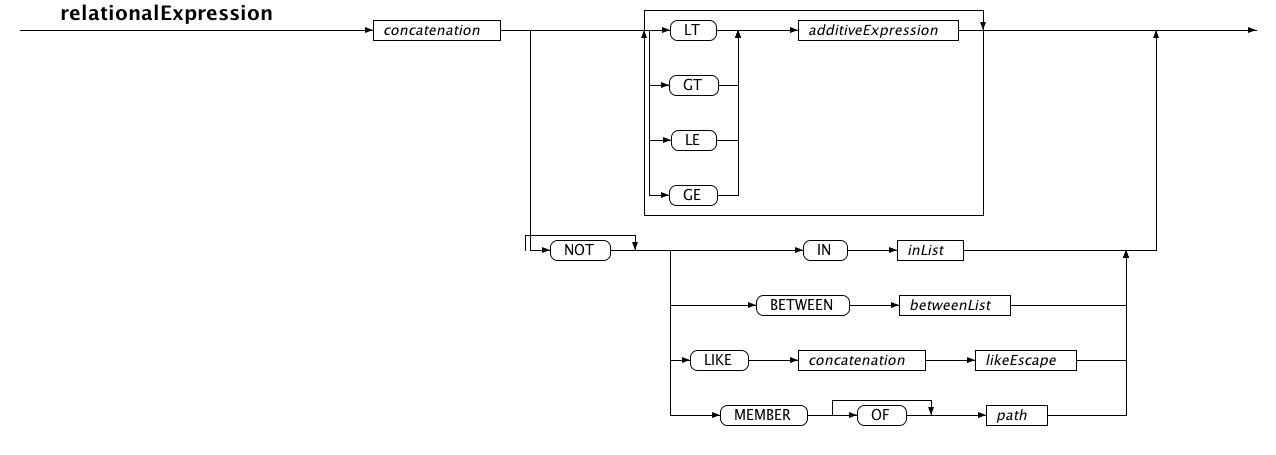 relationalExpression
concatenation LT additiveExpression
GT
LE
GE
NOT IN inList
BETWEEN betweenList
LIKE concatenation likeEscape
MEMBER OF path